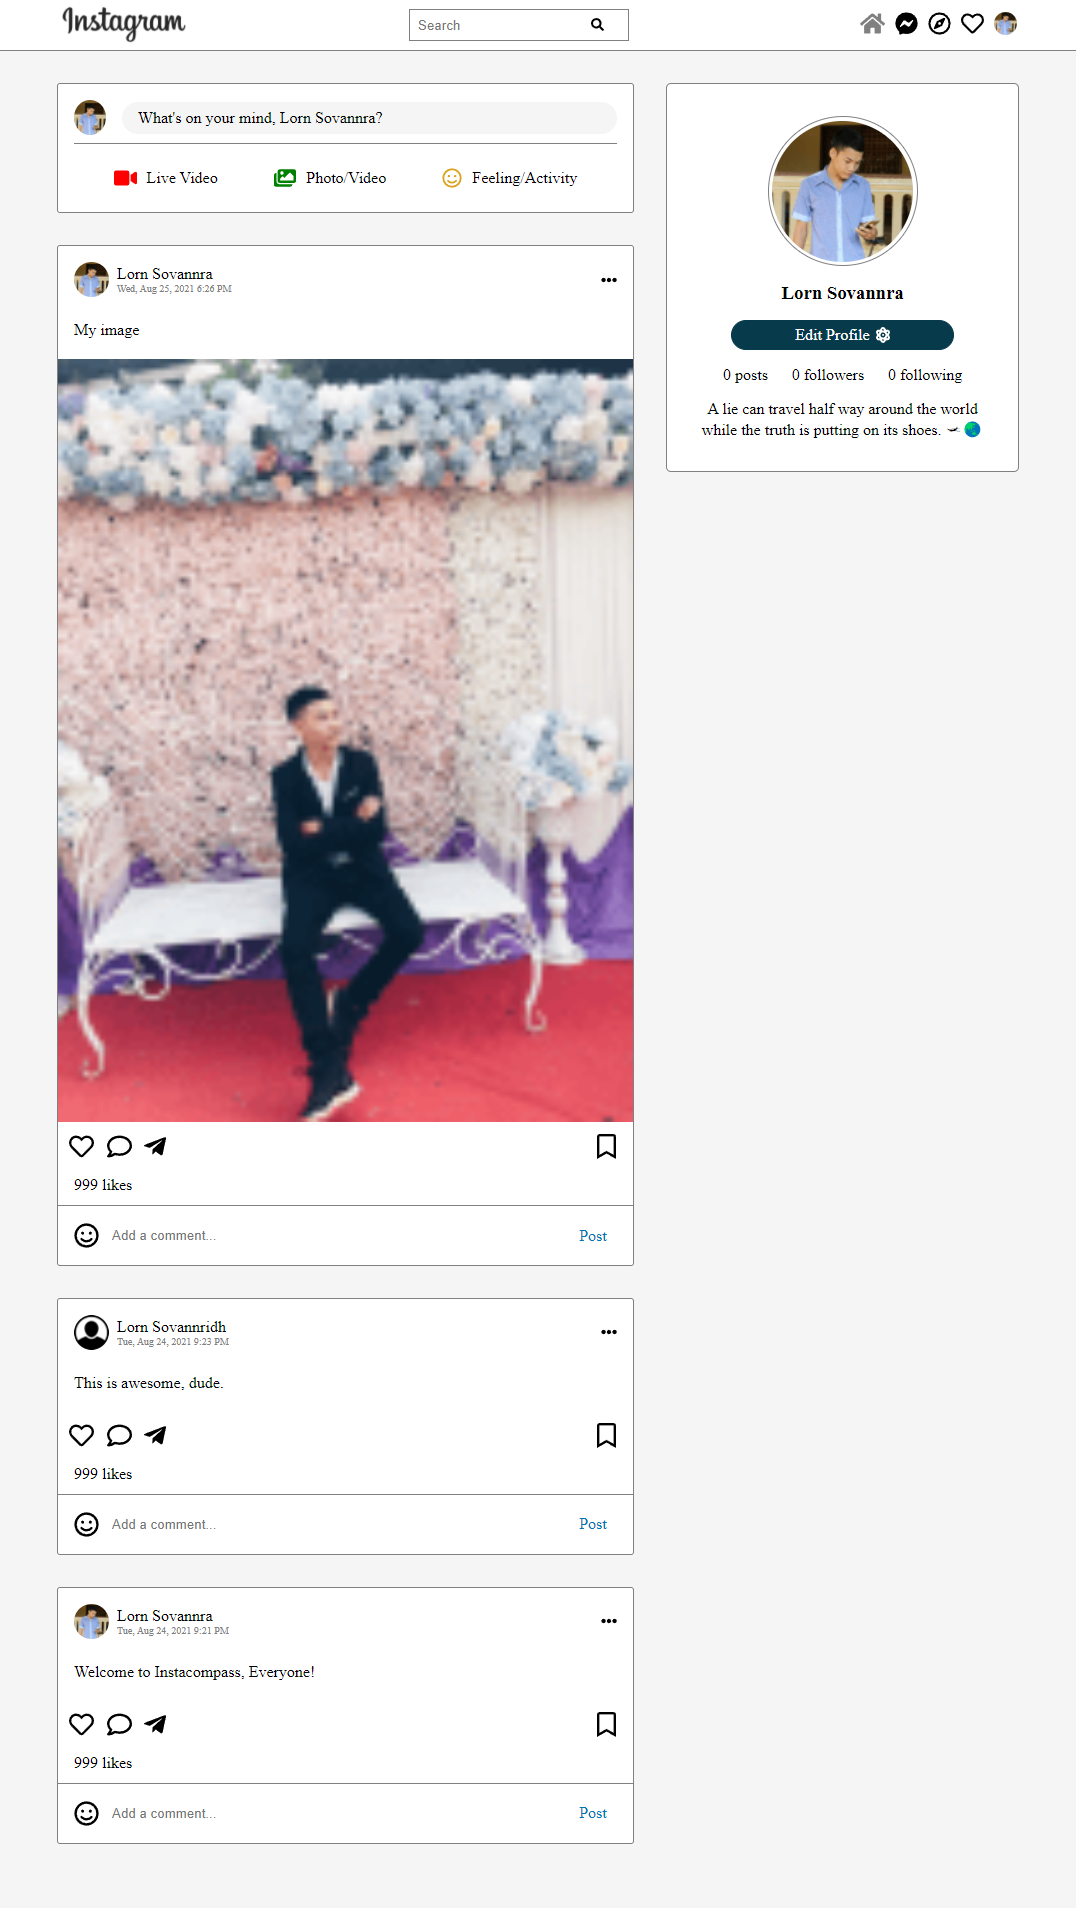 Instagram
Search
What's on your mind, Lorn Sovannra?
Live Video
Photo/Video
Feeling/Activity
Lorn Sovannra
Wed, Aug 25, 2021 6:26 PM
My image
999 likes
Add a comment...
Post
Lorn Sovannridh
Tue, Aug 24, 2021 9:23 PM
This is awesome, dude.
999 likes
Add a comment...
Post
Lorn Sovannra
Tue, Aug 24, 2021 9:21 PM
Welcome to Instacompass, Everyone!
999 likes
Add a comment...
Post
Lorn Sovannra
Edit Profile
0 posts 0 followers 0 following
A lie can travel half way around the world
while the truth is putting on its shoes.